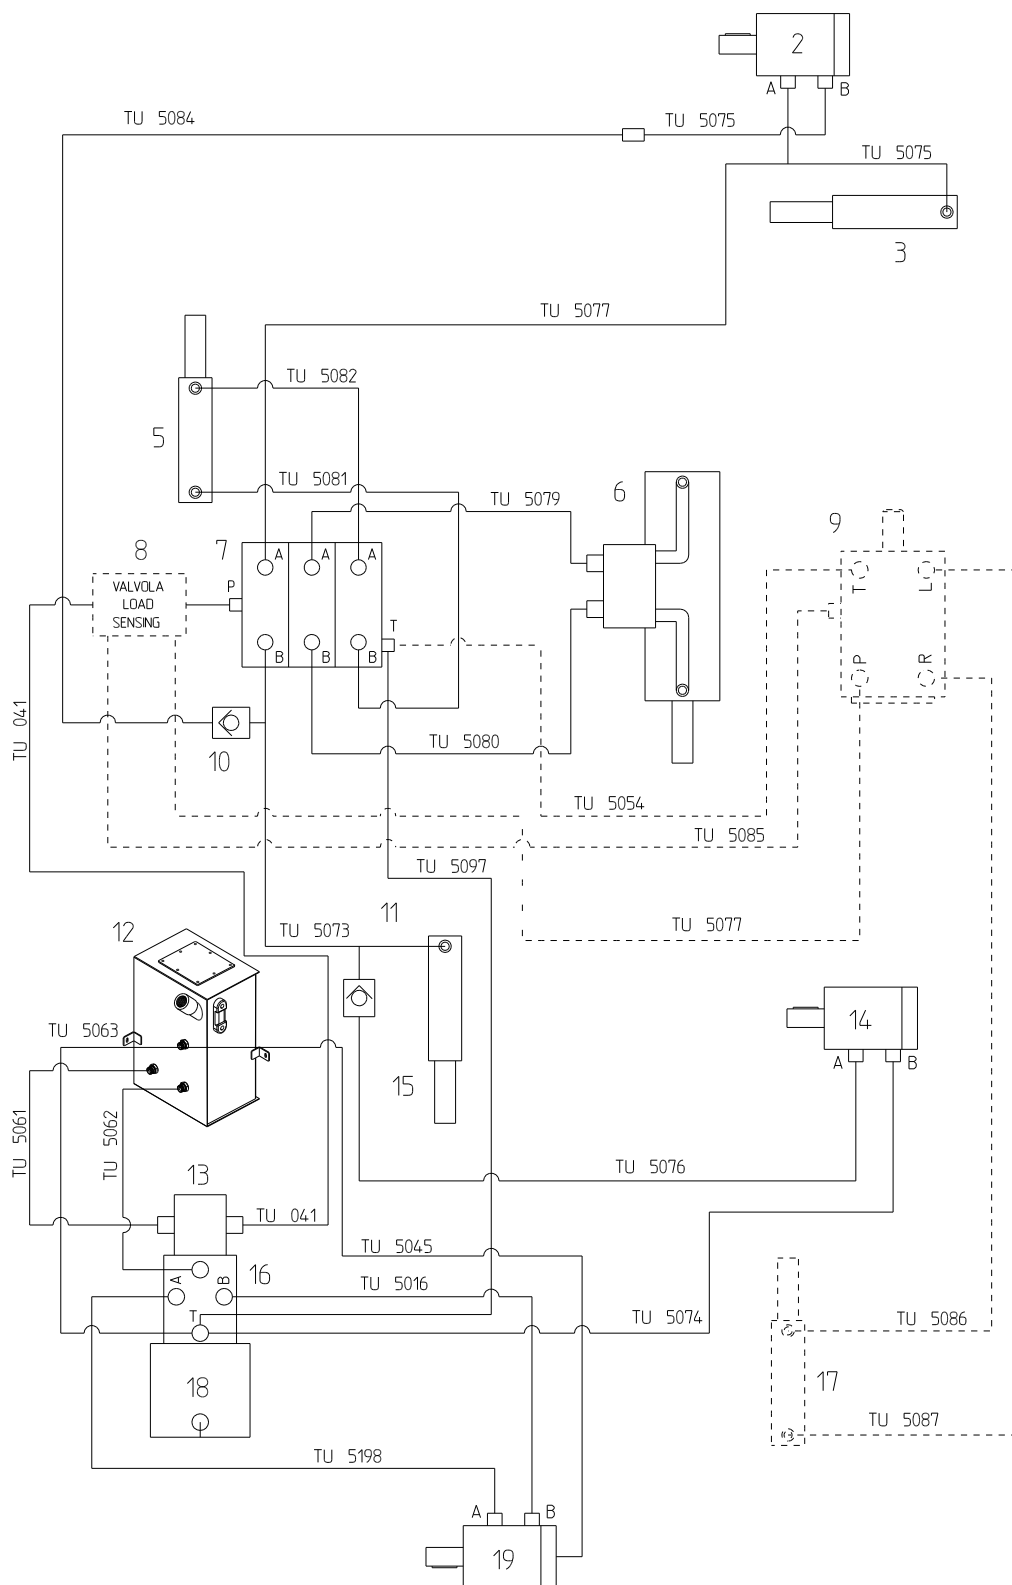 2
A B
TU 5084
TU 5075
TU 5075
3
TU 5077
TU 5082
5
TU 5081
TU 5079
6
9
8
7
A A A
P
VALVOLA
LOAD
SENSING
T
B B B
T L
P R
TU 041
10
TU 5080
TU 5054
TU 5085
TU 5097
11
TU 5077
12
TU 5073
TU 5063
14
A B
15
TU 5061
TU 5062
TU 5076
13
TU 041
TU 5045
16
A B
TU 5016
T
TU 5074
TU 5086
18
17
TU 5087
TU 5198
A B
19